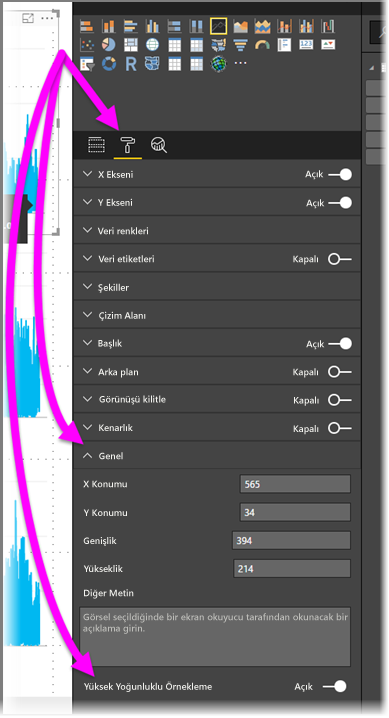 X Ekseni Açık
Y Ekseni Açık
Veri renkleri
Veri etiketleri Kapalı
Şekiller
Çizim Alanı
Başlık Açık
Arka plan Kapalı
Görünüşü kilitle Kapalı
Kenarlık Kapalı
Genel
X Konumu 565
Y Konumu 34
Genişlik 394
Yükseklik 214
Diğer Metin
Görsel seçildiğinde bir ekran okuyucu tarafından okunacak bir
açıklama girin.
Yüksek Yoğunluklu Örnekleme Açık